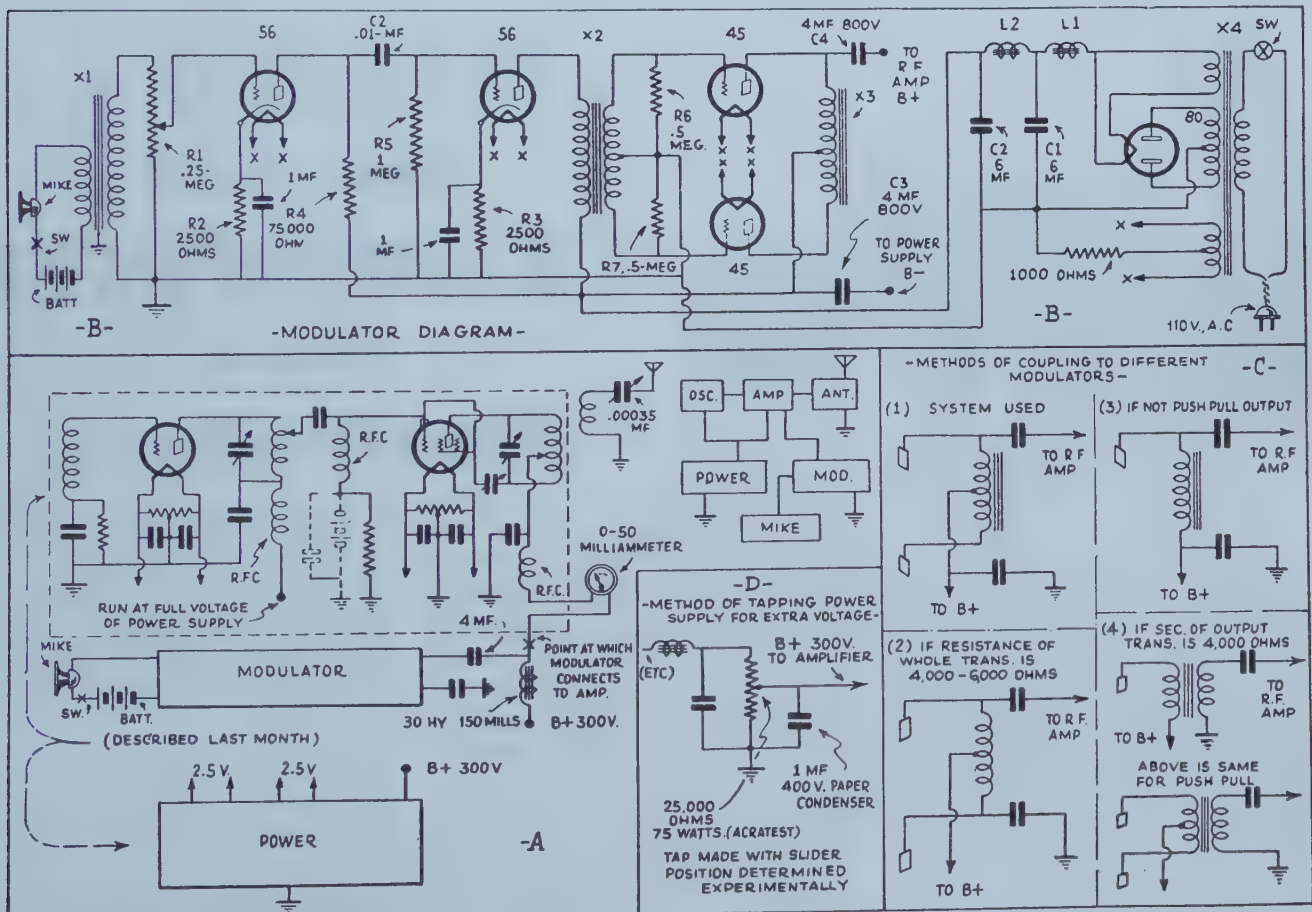 56
C2
.01-MF
56
X2
45
4 MF 800V
C4
TO
R F
AMP
B+
L2
L1
X4
SW
X1
R1
.25-
MEG
MIKE
SW
BATT
R2
2500
OHMS
1 MF
R4
75000
OHM
R5
1
MEG
1
MF
R3
2500
OHMS
R6
.5
MEG.
R7, .5-MEG
X
X
X
X
X
X
X
X
45
X3
C3
4 MF
800V
TO POWER
SUPPLY
B-
C2
6
MF
C1
6
MF
80
X
1000 OHMS
X
110V., A.C
-B-
-MODULATOR DIAGRAM-
-B-
R.F.C
R.F.C
RUN AT FULL VOLTAGE
OF POWER SUPPLY
.00035
MF
R.F.C.
0-50
MILLIAMMETER
4 MF.
POINT AT WHICH
MODULATOR
CONNECTS
TO AMP.
MIKE
SW.
BATT.
MODULATOR
30 HY 150 MILLS
B+300V.
(DESCRIBED LAST MONTH)
2.5 V.
2.5 V.
B+ 300V
POWER
-A
OSC.
AMP
ANT.
POWER
MOD.
MIKE
-D-
-METHOD OF TAPPING POWER
SUPPLY FOR EXTRA VOLTAGE-
B+ 300V.
TO AMPLIFIER
(ETC)
1 MF
400 V. PAPER
CONDENSER
25,000
OHMS
75 WATTS. (ACRATEST)
TAP MADE WITH SLIDER
POSITION DETERMINED
EXPERIMENTALLY
-METHODS OF COUPLING TO DIFFERENT
MODULATORS-
-C-
(1) SYSTEM USED
TO R.F
AMP
TO B+
(3) IF NOT PUSH PULL OUTPUT
TO R.F
AMP
TO B+
(2) IF RESISTANCE OF
WHOLE TRANS. IS
4,000-6,000 OHMS
TO R.F.
AMP
TO B+
(4) IF SEC. OF OUTPUT
TRANS. IS 4,000 OHMS
TO
R.F.
AMP
TO B+
ABOVE IS SAME
FOR PUSH PULL